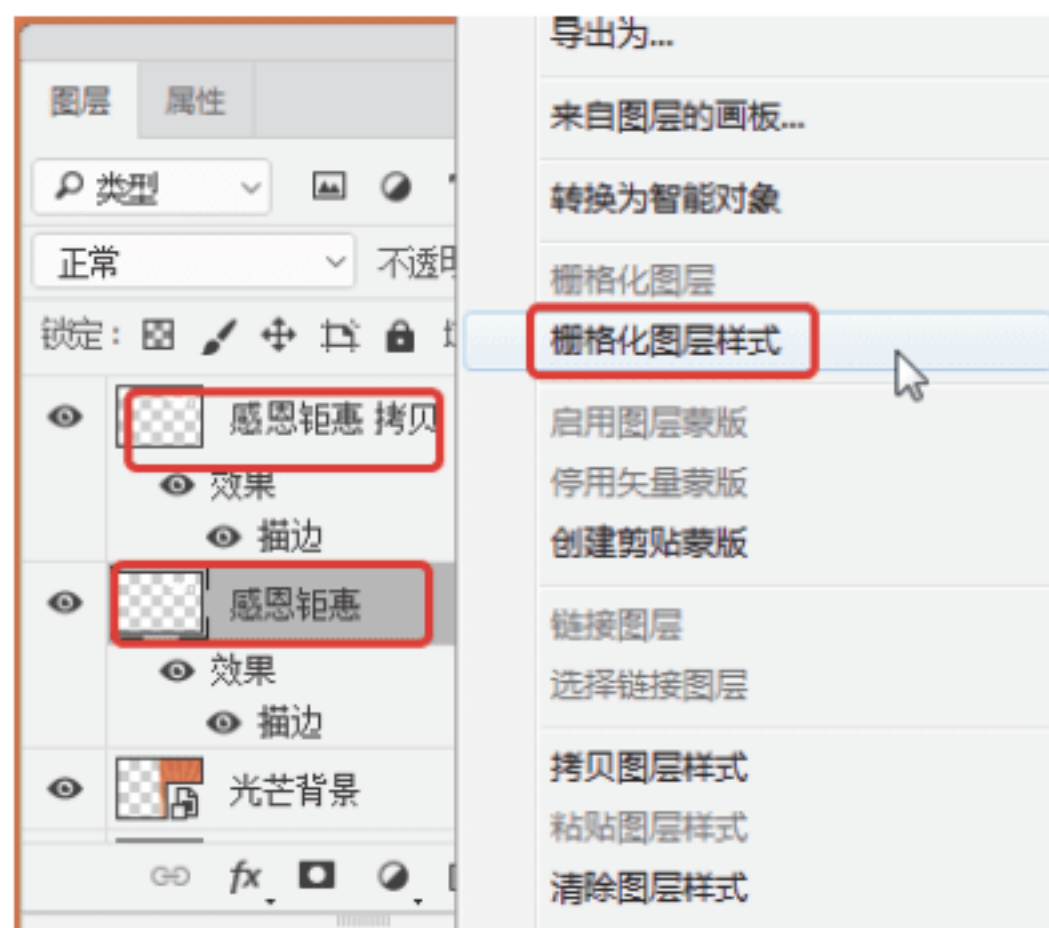 图层 属性
类型
正常 不透明
锁定：
感恩钜惠 拷贝
效果
描边
感恩钜惠
效果
描边
光芒背景
fx
导出为...
来自图层的画板...
转换为智能对象
栅格化图层
栅格化图层样式
启用图层蒙版
停用矢量蒙版
创建剪贴蒙版
链接图层
选择链接图层
拷贝图层样式
粘贴图层样式
清除图层样式